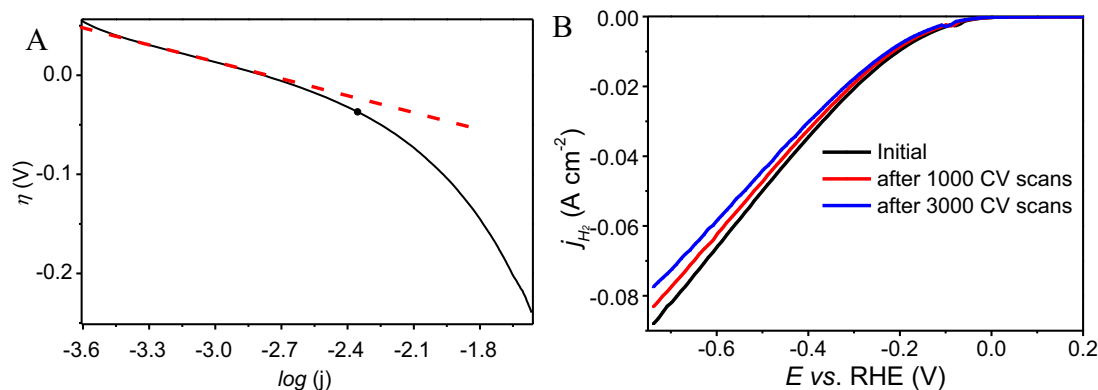 A
0.0
-0.1
-0.2
η (V)
-3.6 -3.3 -3.0 -2.7 -2.4 -2.1 -1.8
log (j)
B
0.00
-0.02
-0.04
-0.06
-0.08
jH2 (A cm-2)
Initial
after 1000 CV scans
after 3000 CV scans
-0.6 -0.4 -0.2 0.0 0.2
E vs. RHE (V)